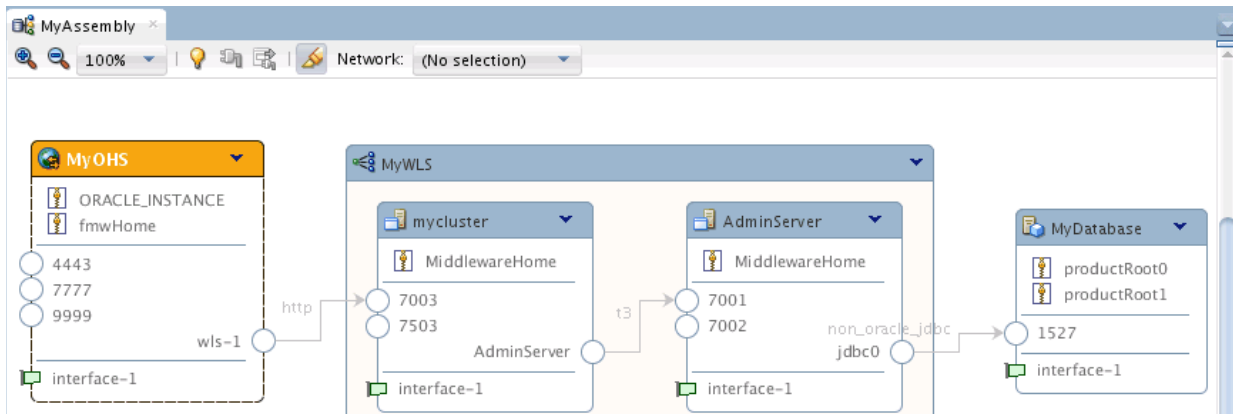 MyAssembly
100%
Network: (No selection)
MyOHS
ORACLE_INSTANCE
fmwHome
4443
7777
9999
wls-1
interface-1
http
MyWLS
mycluster
MiddlewareHome
7003
7503
AdminServer
interface-1
t3
AdminServer
MiddlewareHome
7001
7002
jdbc0
interface-1
non_oracle_jdbc
MyDatabase
productRoot0
productRoot1
1527
interface-1